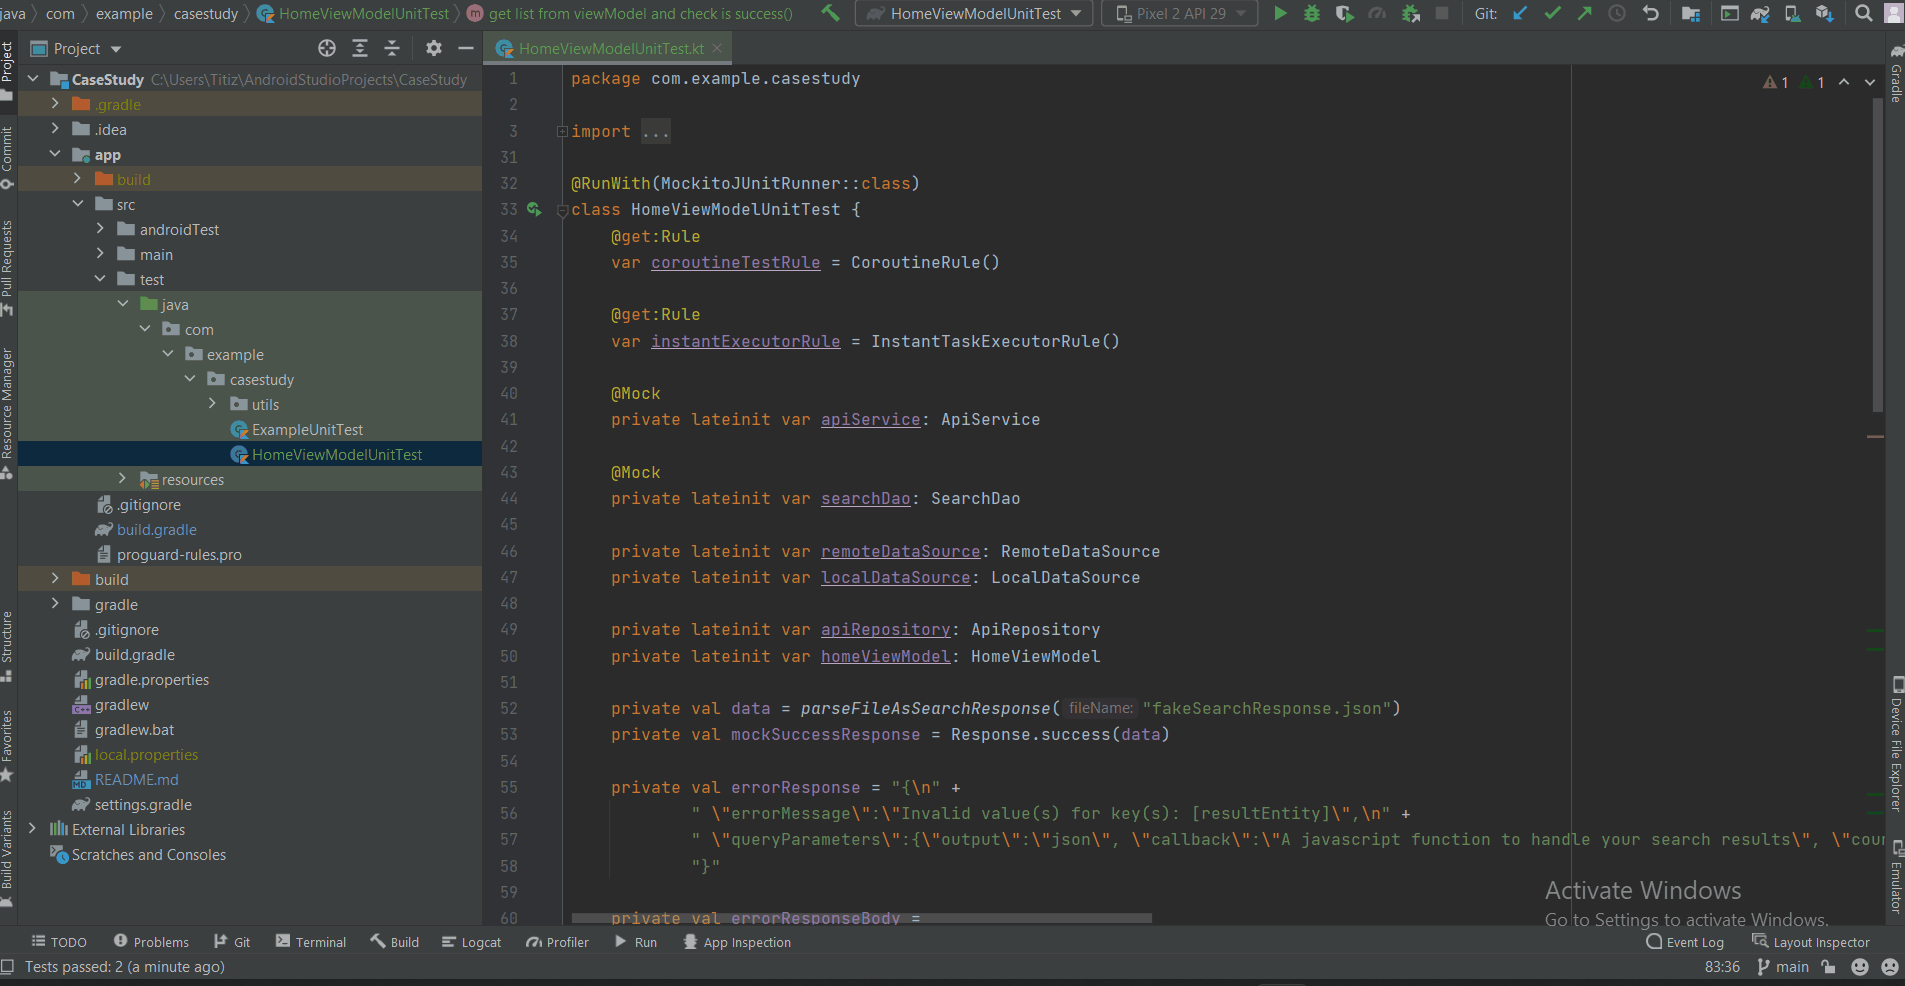 java com example casestudy HomeViewModelUnitTest get list from viewModel and check is success() HomeViewModelUnitTest Pixel 2 API 29 Git:
Project HomeViewModelUnitTest.kt
CaseStudy C:\Users\Titiz\AndroidStudioProjects\CaseStudy
.gradle
.idea
app
build
src
androidTest
main
test
java
com
example
casestudy
utils
ExampleUnitTest
HomeViewModelUnitTest
resources
.gitignore
build.gradle
proguard-rules.pro
build
gradle
.gitignore
build.gradle
gradle.properties
gradlew
gradlew.bat
local.properties
README.md
settings.gradle
External Libraries
Scratches and Consoles
Project
Commit
Pull Requests
Resource Manager
Structure
Favorites
Build Variants
1 package com.example.casestudy
2
3 import ...
31
32 @RunWith(MockitoJUnitRunner::class)
33 class HomeViewModelUnitTest {
34 @get:Rule
35 var coroutineTestRule = CoroutineRule()
36
37 @get:Rule
38 var instantExecutorRule = InstantTaskExecutorRule()
39
40 @Mock
41 private lateinit var apiService: ApiService
42
43 @Mock
44 private lateinit var searchDao: SearchDao
45
46 private lateinit var remoteDataSource: RemoteDataSource
47 private lateinit var localDataSource: LocalDataSource
48
49 private lateinit var apiRepository: ApiRepository
50 private lateinit var homeViewModel: HomeViewModel
51
52 private val data = parseFileAsSearchResponse( fileName: "fakeSearchResponse.json")
53 private val mockSuccessResponse = Response.success(data)
54
55 private val errorResponse = "{\n" +
56 " \"errorMessage\":\"Invalid value(s) for key(s): [resultEntity]\",\n" +
57 " \"queryParameters\":{\"output\":\"json\", \"callback\":\"A javascript function to handle your search results\", \"cou
58 "}"
59
60 private val errorResponseBody =
1 1
Gradle
Device File Explorer
Emulator
Activate Windows
Go to Settings to activate Windows.
TODO Problems Git Terminal Build Logcat Profiler Run App Inspection Event Log Layout Inspector
Tests passed: 2 (a minute ago) 83:36 main